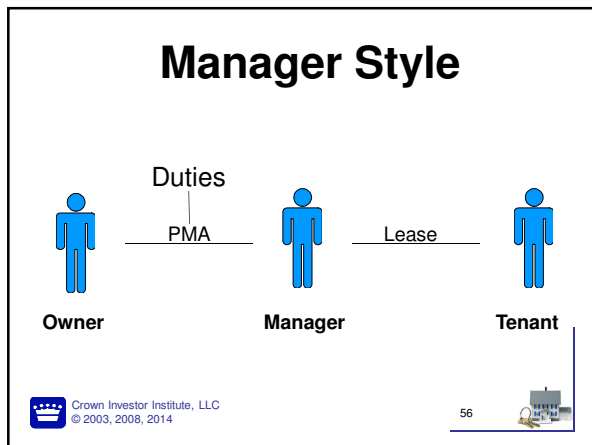 Manager Style
Duties
PMA
Lease
Owner
Manager
Tenant
Crown Investor Institute, LLC
© 2003, 2008, 2014
56